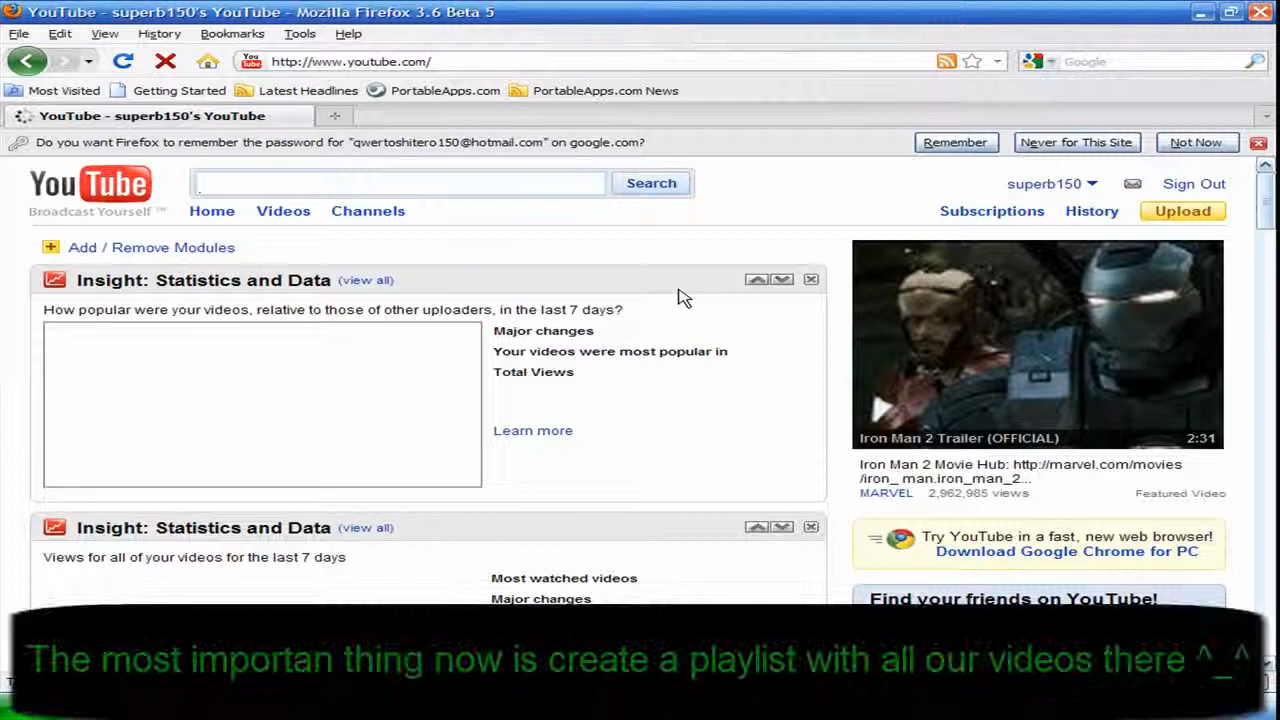 YouTube - superb150's YouTube - Mozilla Firefox 3.6 Beta 5
File Edit View History Bookmarks Tools Help
You Tube http://www.youtube.com/ Google
Most Visited Getting Started Latest Headlines PortableApps.com PortableApps.com News
YouTube - superb150's YouTube
Do you want Firefox to remember the password for "qwertoshitero150@hotmail.com" on google.com? Remember Never for This Site Not Now
YouTube Search superb150 Sign Out
Broadcast Yourself ™ Home Videos Channels Subscriptions History Upload
Add / Remove Modules
Insight: Statistics and Data (view all)
How popular were your videos, relative to those of other uploaders, in the last 7 days?
Major changes
Your videos were most popular in
Total Views
Learn more
Iron Man 2 Trailer (OFFICIAL) 2:31
Iron Man 2 Movie Hub: http://marvel.com/movies
/iron_ man.iron_man_2...
MARVEL 2,962,985 views Featured Video
Insight: Statistics and Data (view all)
Views for all of your videos for the last 7 days
Most watched videos
Major changes
Try YouTube in a fast, new web browser!
Download Google Chrome for PC
Find your friends on YouTube!
The most importan thing now is create a playlist with all our videos there ^_^